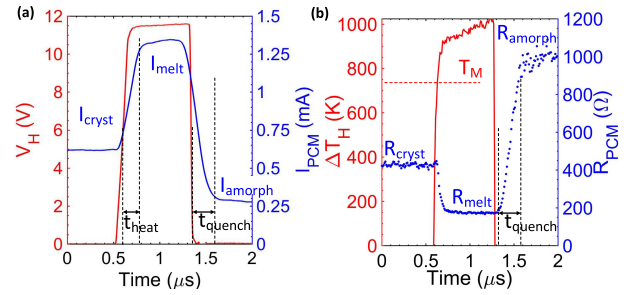 (a)
12
10
8
6
4
2
0
V_H (V)
I_cryst
I_melt
I_amorph
t_heat
t_quench
1.5
1.25
1
0.75
0.5
0.25
0
I_PCM (mA)
0 0.5 1 1.5 2
Time (μs)
(b)
1000
800
600
400
200
0
ΔT_H (K)
T_M
R_cryst
R_melt
R_amorph
t_quench
1200
1000
800
600
400
200
0
R_PCM (Ω)
0 0.5 1 1.5 2
Time (μs)